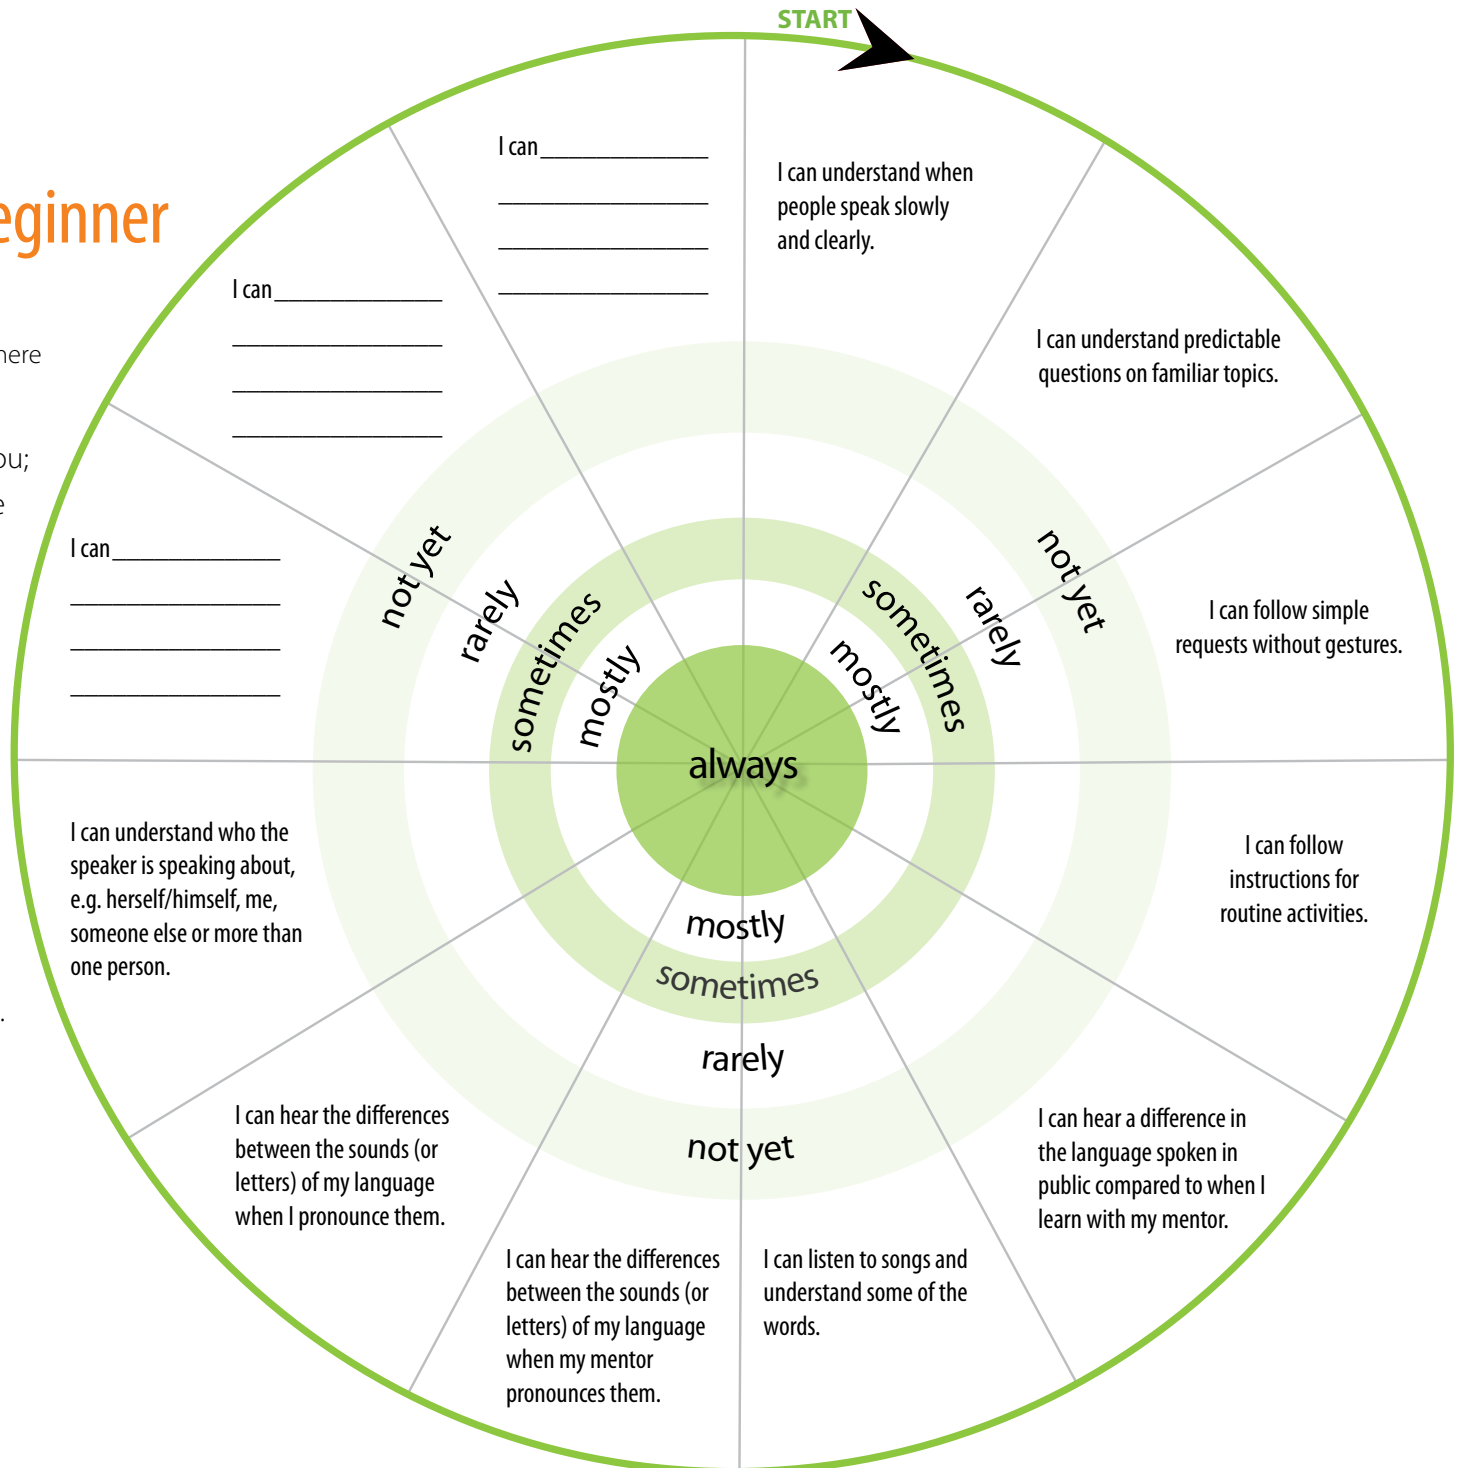 START
eginner
here
ou;
e
.
I can understand when
people speak slowly
and clearly.
I can understand predictable
questions on familiar topics.
I can follow simple
requests without gestures.
I can follow
instructions for
routine activities.
I can hear a difference in
the language spoken in
public compared to when I
learn with my mentor.
I can listen to songs and
understand some of the
words.
I can hear the differences
between the sounds (or
letters) of my language
when my mentor
pronounces them.
I can hear the differences
between the sounds (or
letters) of my language
when I pronounce them.
I can understand who the
speaker is speaking about,
e.g. herself/himself, me,
someone else or more than
one person.
I can
I can
I can
not yet
rarely
sometimes
mostly
not yet
rarely
sometimes
mostly
always
mostly
sometimes
rarely
not yet